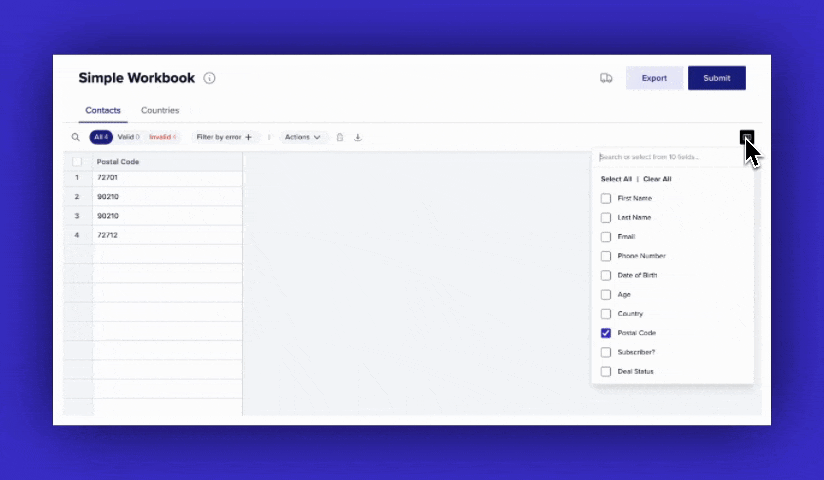 Simple Workbook
Export
Submit
Contacts
Countries
All 4
Valid 0
Invalid 4
Filter by error +
Actions
Search or select from 10 fields...
Select All | Clear All
Postal Code
1 72701
2 90210
3 90210
4 72712
First Name
Last Name
Email
Phone Number
Date of Birth
Age
Country
Postal Code
Subscriber?
Deal Status